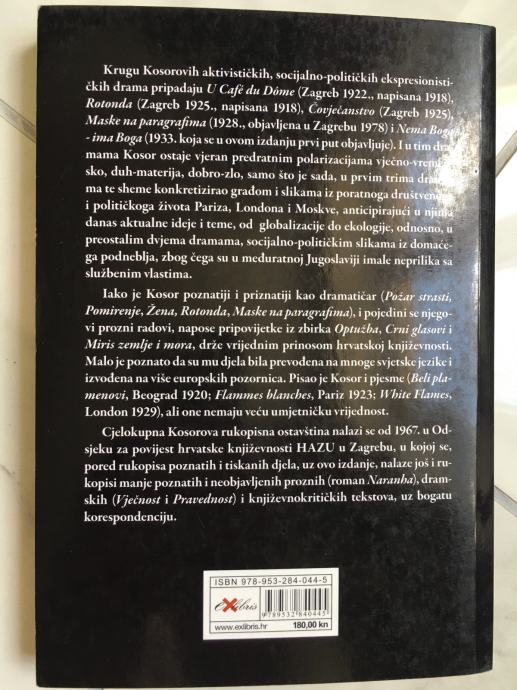 Krugu Kosorovih aktivističkih, socijalno-političkih ekspresionisti-
čkih drama pripadaju U Café du Dôme (Zagreb 1922., napisana 1918),
Rotonda (Zagreb 1925., napisana 1918), Čovječanstvo (Zagreb 1925),
Maske na paragrafima (1928., objavljena u Zagrebu 1978) i Nema Boga
- ima Boga (1933. koja se u ovom izdanju prvi put objavljuje). I u tim dra-
mama Kosor ostaje vjeran predratnim polarizacijama vječno-vremen-
sko, duh-materija, dobro-zlo, samo što je sada, u prvim trima drama-
ma te sheme konkretizirao građom i slikama iz poratnoga društvenog
i političkoga života Pariza, Londona i Moskve, anticipirajući u njima
danas aktualne ideje i teme, od globalizacije do ekologije, odnosno, u
preostalim dvjema dramama, socijalno-političkim slikama iz domaće-
ga podneblja, zbog čega su u međuratnoj Jugoslaviji imale neprilika sa
službenim vlastima.
Iako je Kosor poznatiji i priznatiji kao dramatičar (Požar strasti,
Pomirenje, Žena, Rotonda, Maske na paragrafima), i pojedini se njego-
vi prozni radovi, napose pripovijetke iz zbirka Optužba, Crni glasovi i
Miris zemlje i mora, drže vrijednim prinosom hrvatskoj književnosti.
Malo je poznato da su mu djela bila prevođena na mnoge svjetske jezike i
izvođena na više europskih pozornica. Pisao je Kosor i pjesme (Beli pla-
menovi, Beograd 1920; Flammes blanches, Pariz 1923; White Flames,
London 1929), ali one nemaju veću umjetničku vrijednost.
Cjelokupna Kosorova rukopisna ostavština nalazi se od 1967. u Od-
sjeku za povijest hrvatske književnosti HAZU u Zagrebu, u kojoj se,
pored rukopisa poznatih i tiskanih djela, uz ovo izdanje, nalaze još i ru-
kopisi manje poznatih i neobjavljenih proznih (roman Naranha), dram-
skih (Vječnost i Pravednost) i književnokritičkih tekstova, uz bogatu
korespondenciju.
ISBN 978-953-284-044-5
eXlibris
www.exlibris.hr
9 789532 840445
180,00 kn